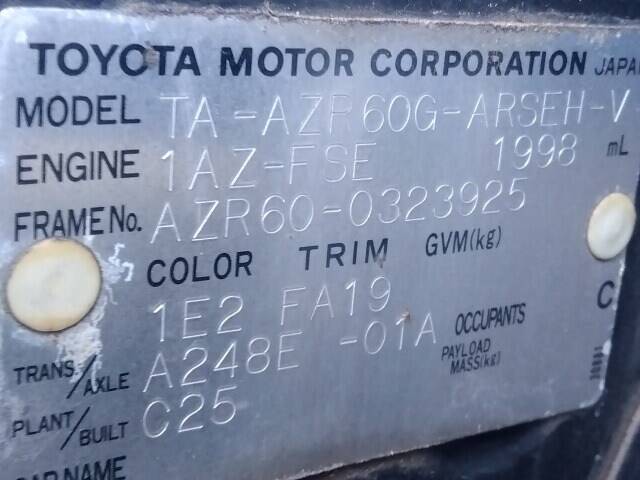 TOYOTA MOTOR CORPORATION JAPAN
MODEL TA-AZR60G-ARSEH-V
ENGINE 1AZ-FSE 1998 mL
FRAME No. AZR60-0323925
COLOR TRIM GVM(kg)
1E2 FA19 C
TRANS./AXLE A248E -01A OCCUPANTS
PAYLOAD
MASS(kg)
PLANT/BUILT C25
CAR NAME